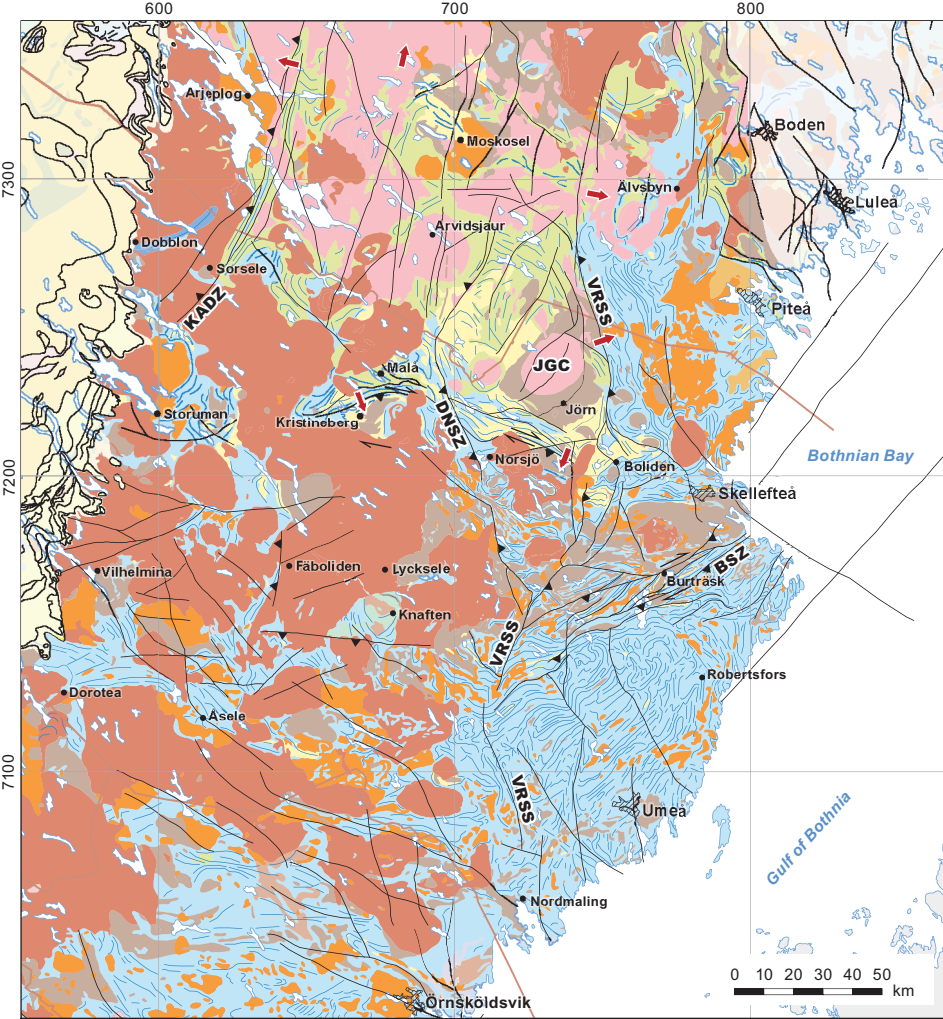 600 700 800
Arjeplog
Moskosel
Boden
7300
Älvsbyn
Luleå
Arvidsjaur
Dobblon
Sorsele
KADZ
VRSS
Piteå
JGC
Malå
Jörn
Storuman
Kristineberg
DNSZ
Norsjö
Boliden
Bothnian Bay
7200
Skellefteå
Vilhelmina
Fäboliden
Lycksele
BSZ
Burträsk
Knaften
VRSS
Robertsfors
Dorotea
Åsele
7100
VRSS
Umeå
Gulf of Bothnia
Nordmaling
0 10 20 30 40 50
km
Örnsköldsvik